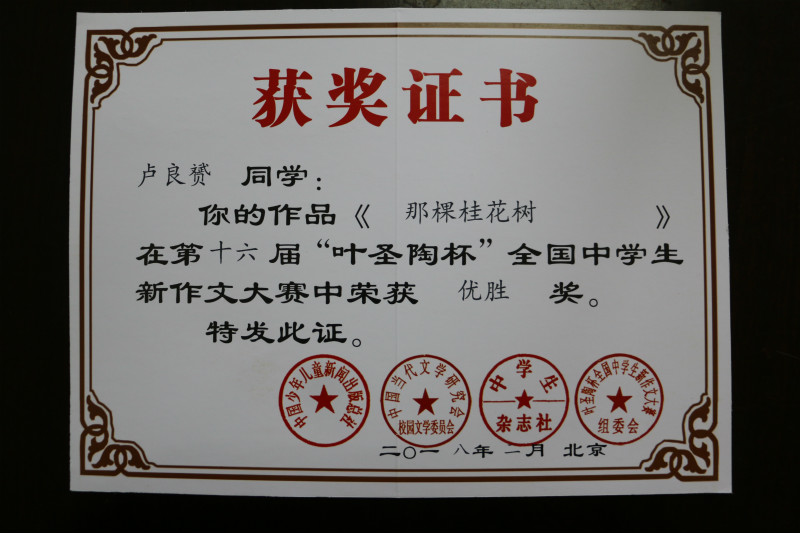 获奖证书
卢良赟 同学：
你的作品《 那棵桂花树 》
在第十六届“叶圣陶杯”全国中学生
新作文大赛中荣获 优胜 奖。
特发此证。
中国少年儿童新闻出版总社
中国当代文学研究会
校园文学委员会
中学生
杂志社
叶圣陶杯全国中学生新作文大赛
组委会
二〇一八年二月 北京